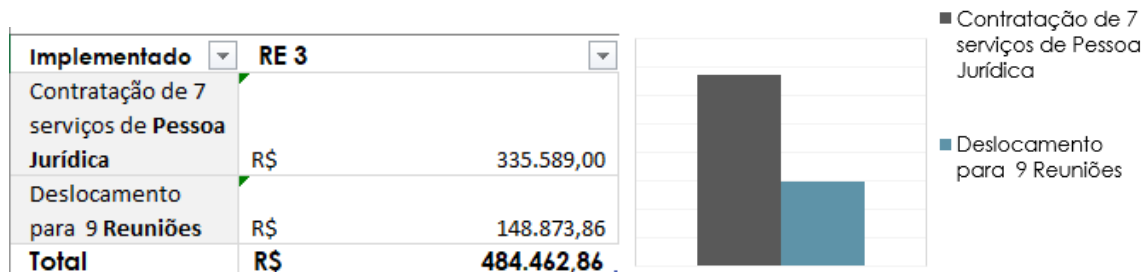 Implementado RE 3
Contratação de 7
serviços de Pessoa
Jurídica R$ 335.589,00
Deslocamento
para 9 Reuniões R$ 148.873,86
Total R$ 484.462,86
Contratação de 7
serviços de Pessoa
Jurídica
Deslocamento
para 9 Reuniões